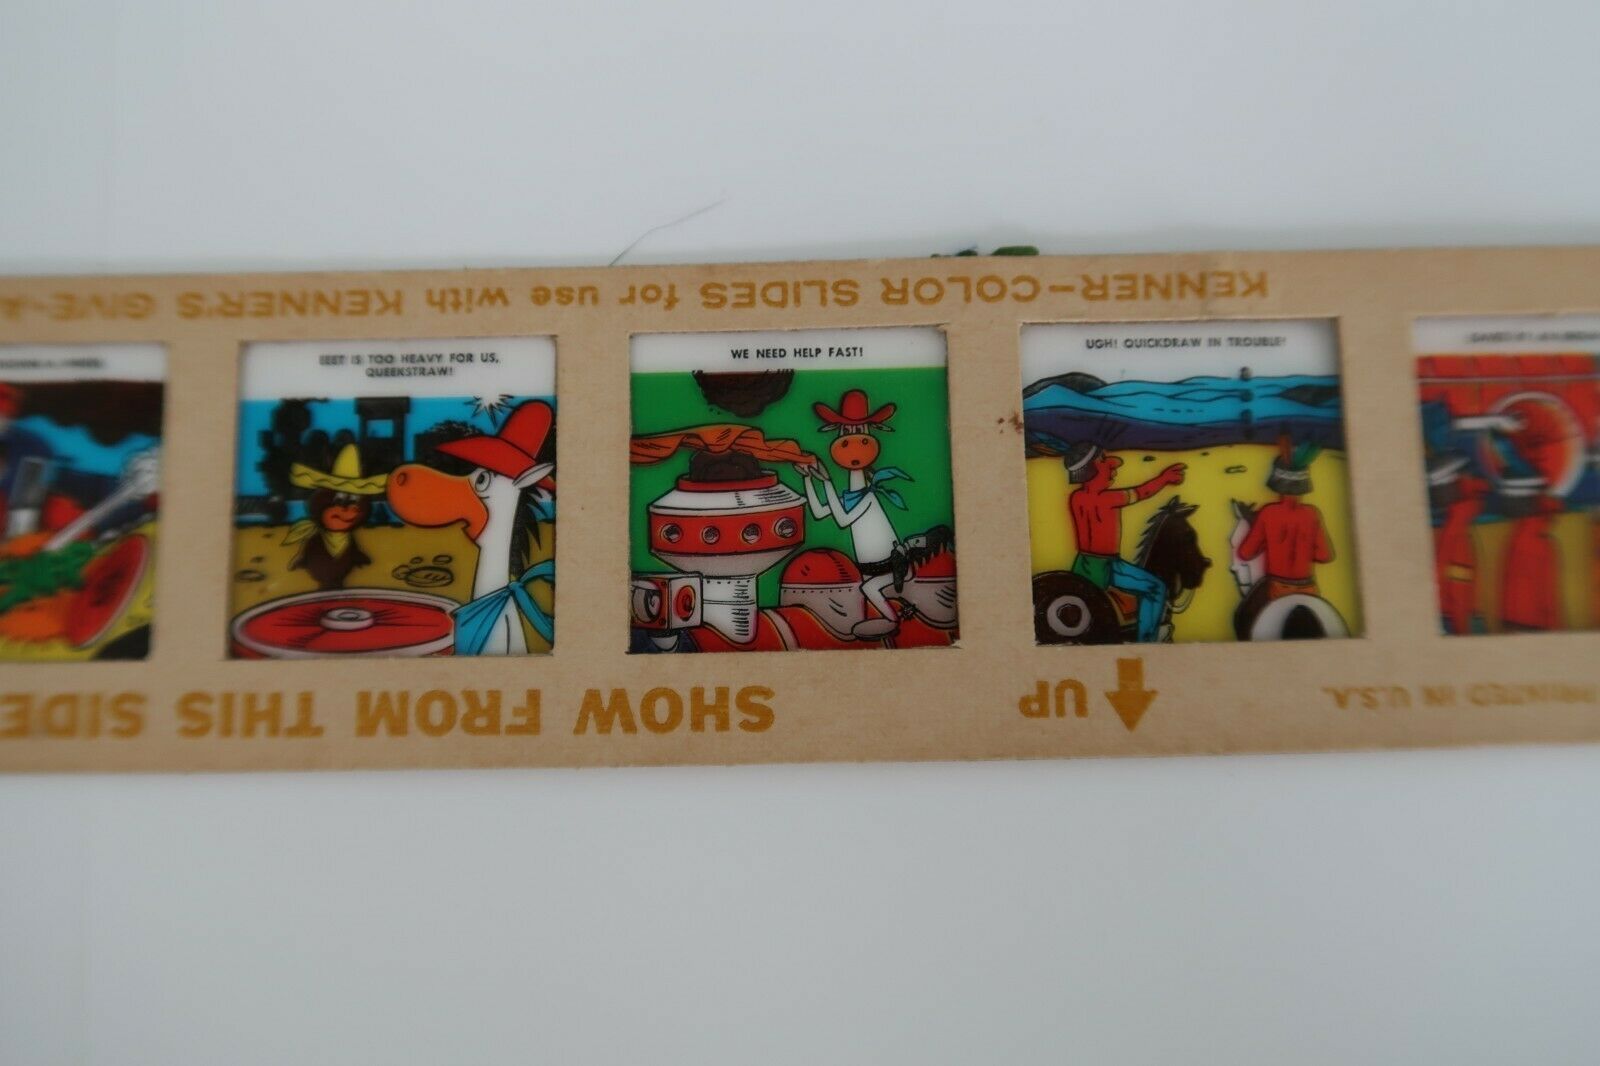 KENNER-COLOR SLIDES for use with KENNER'S GIVE-A
EEET IS TOO HEAVY FOR US,
QUEEKSTRAW!
WE NEED HELP FAST!
UGH! QUICKDRAW IN TROUBLE!
SHOW FROM THIS SIDE
UP
PRINTED IN U.S.A.